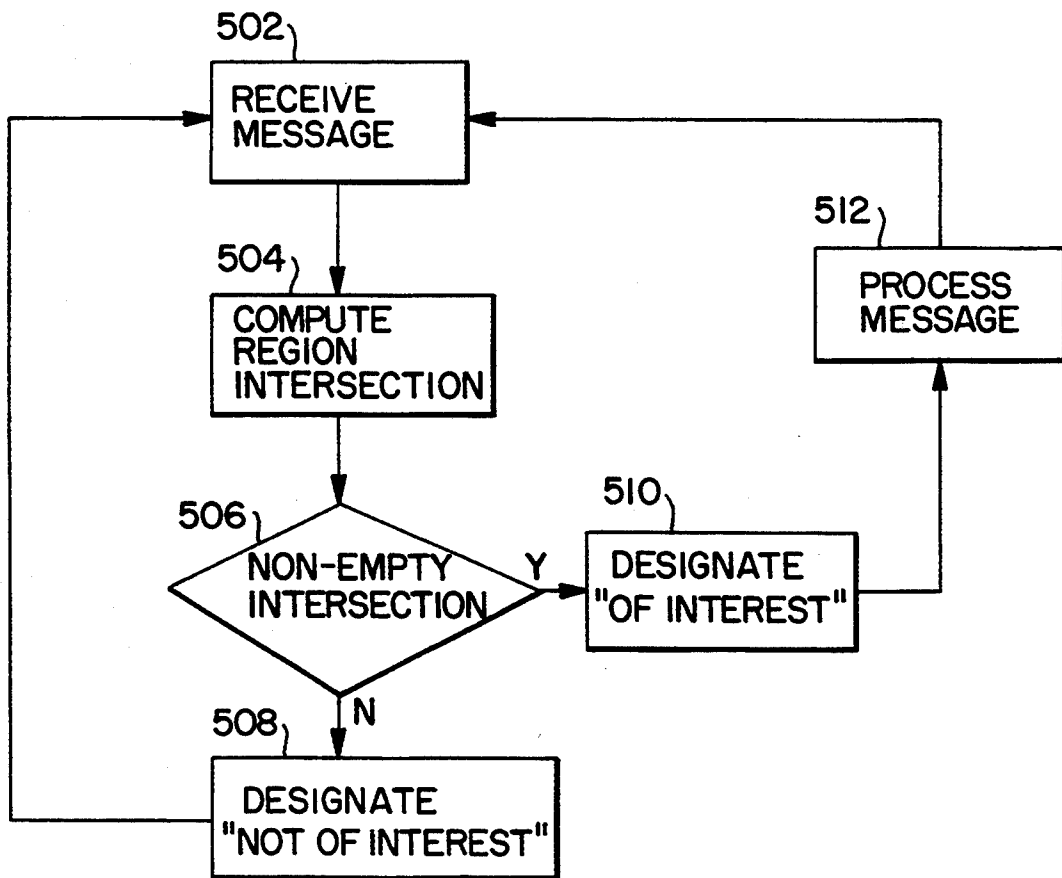 502
RECEIVE
MESSAGE
504
COMPUTE
REGION
INTERSECTION
506
NON-EMPTY
INTERSECTION
Y
N
508
DESIGNATE
"NOT OF INTEREST"
510
DESIGNATE
"OF INTEREST"
512
PROCESS
MESSAGE